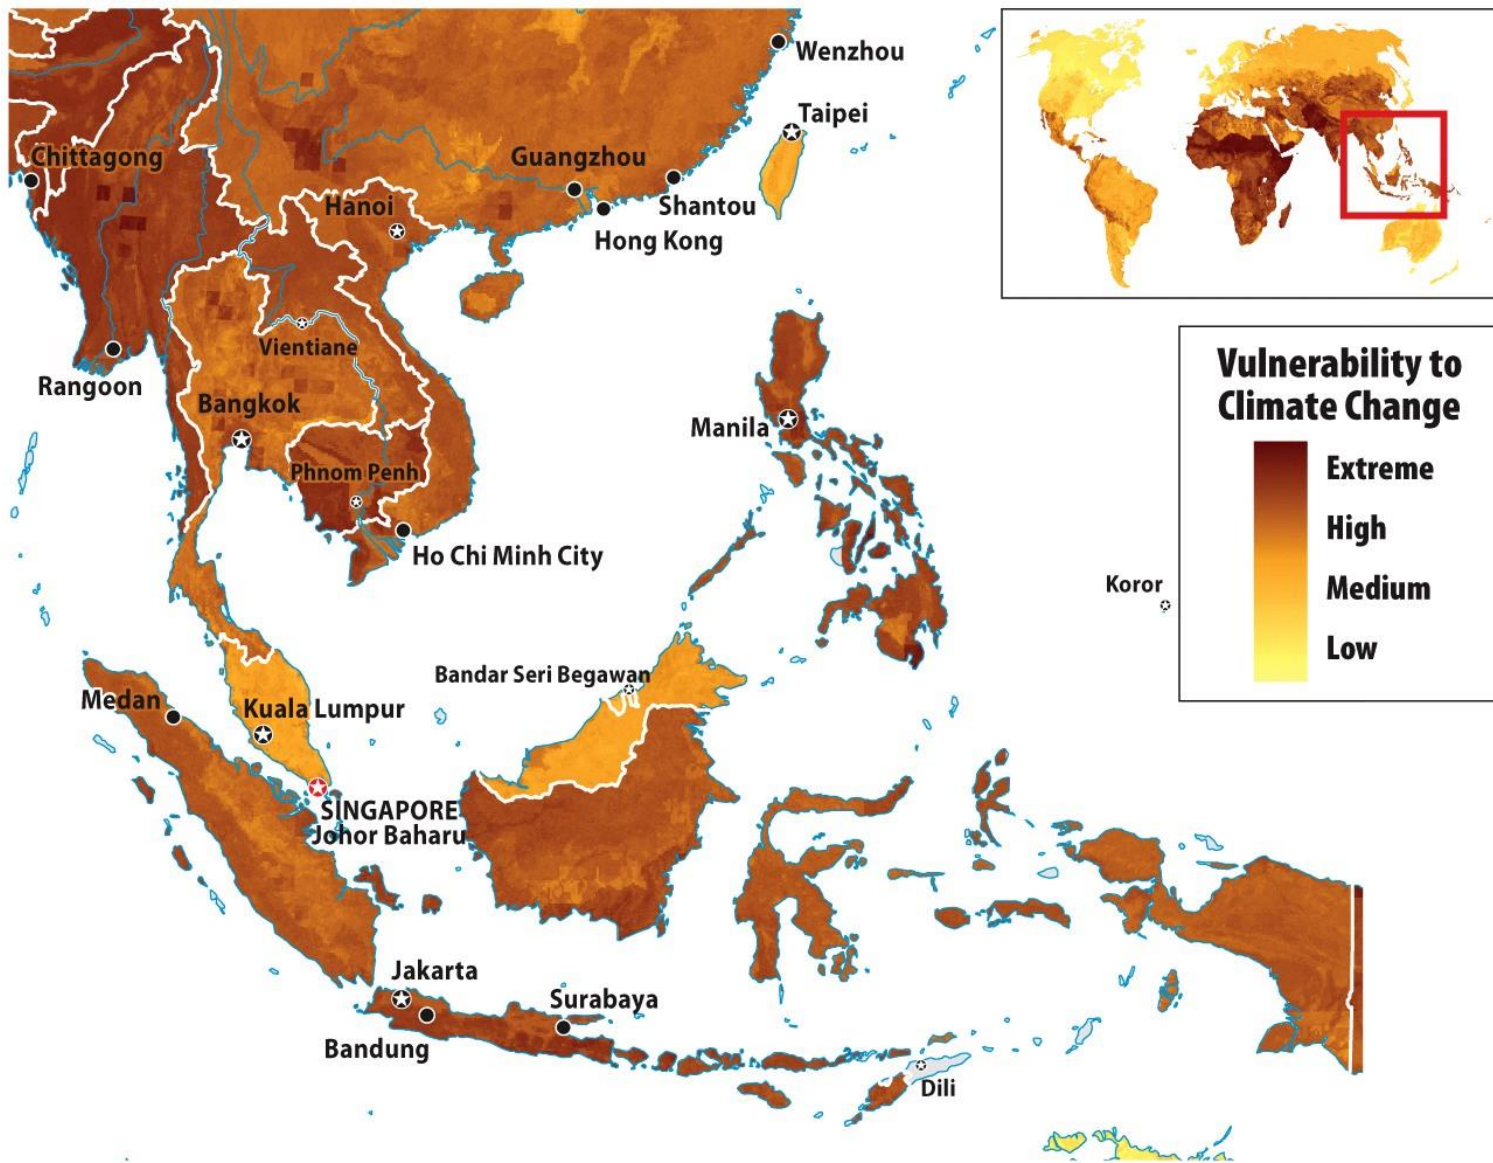 Wenzhou
Taipei
Chittagong
Guangzhou
Hanoi
Shantou
Hong Kong
Vientiane
Rangoon
Bangkok
Manila
Phnom Penh
Ho Chi Minh City
Vulnerability to
Climate Change
Extreme
High
Medium
Low
Koror
Bandar Seri Begawan
Medan
Kuala Lumpur
SINGAPORE
Johor Baharu
Jakarta
Surabaya
Bandung
Dili